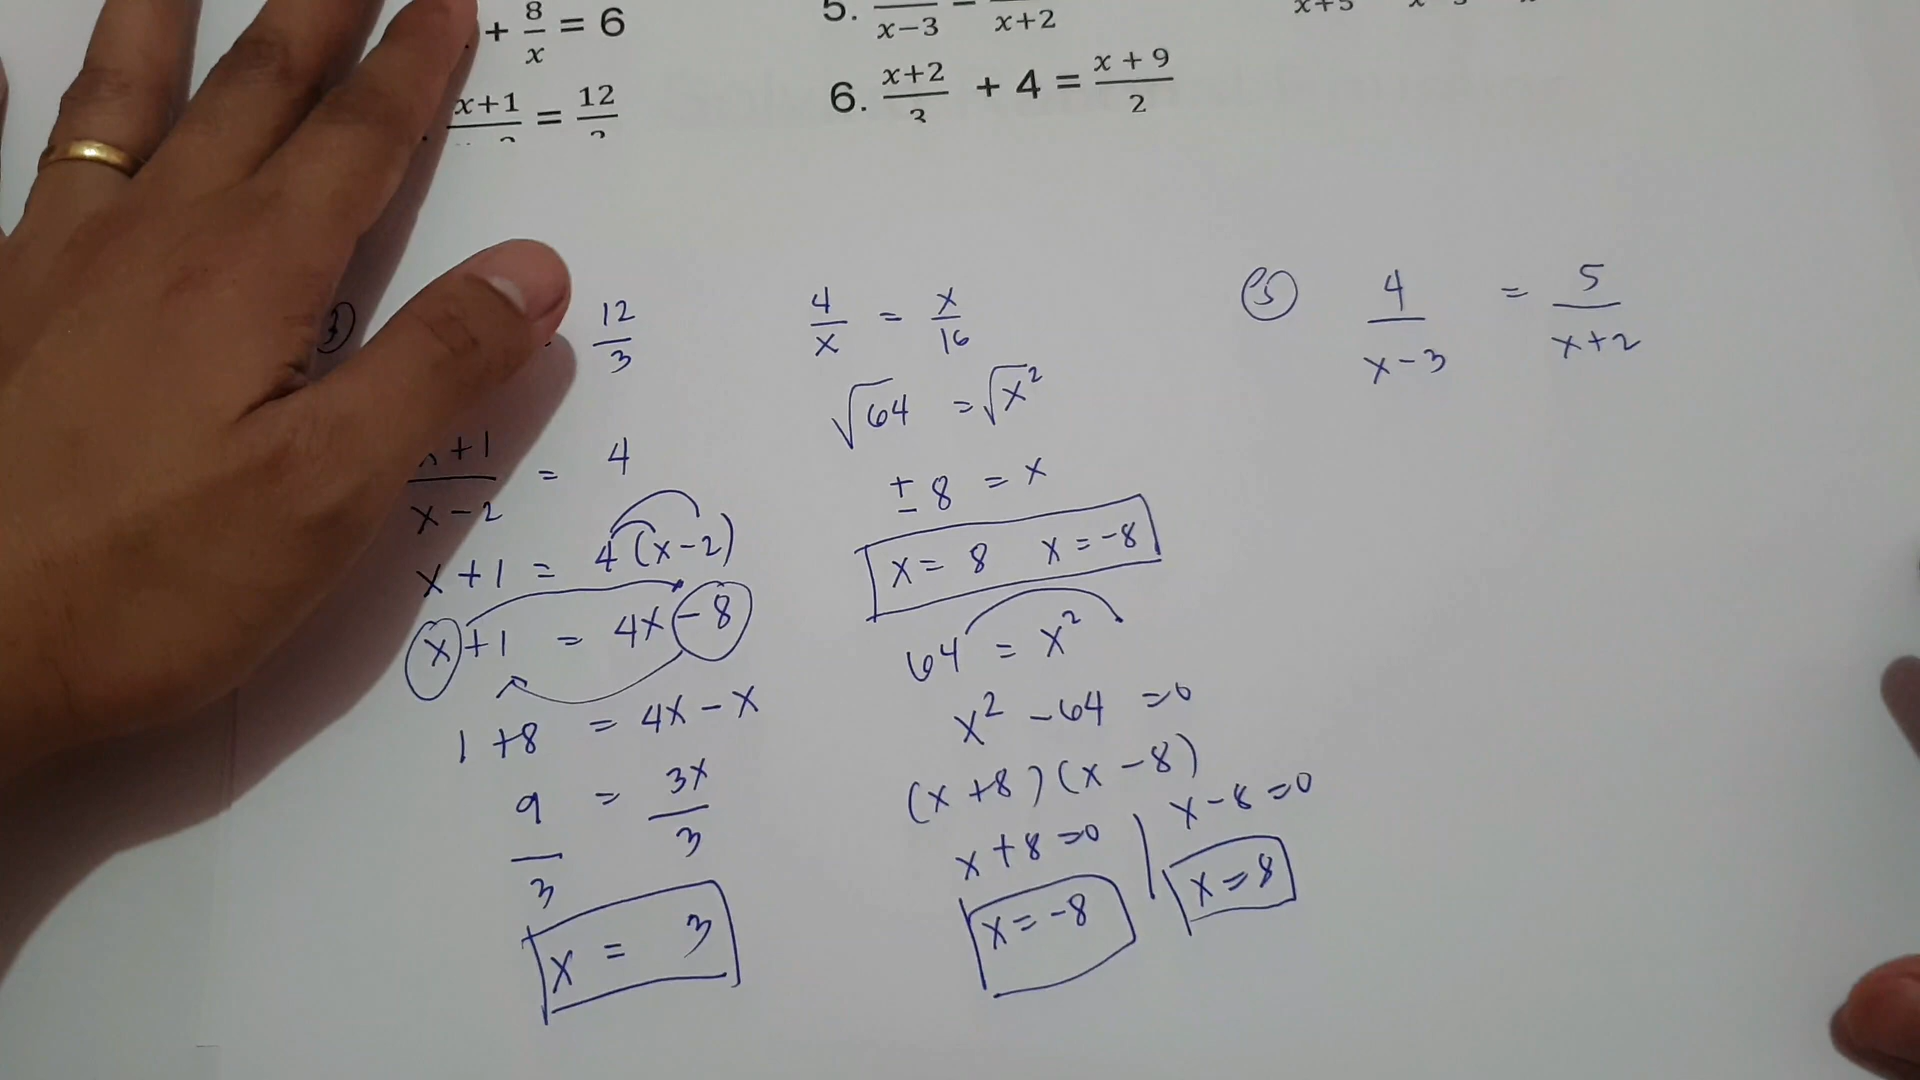 + 8/x = 6
x+1/ = 12/
5. /x−3 − /x+2
6. x+2/3 + 4 = x + 9/2
x+5
3
12/3
x+1/x−2 = 4
x+1 = 4(x−2)
x+1 = 4x−8
1+8 = 4x−x
9/3 = 3x/3
x = 3
4/x = x/16
√64 = √x²
± 8 = x
x = 8 x = −8
64 = x²
x² −64 =0
(x+8)(x−8)
x+8=0 | x−8=0
x=−8 x=8
5 4/x−3 = 5/x+2